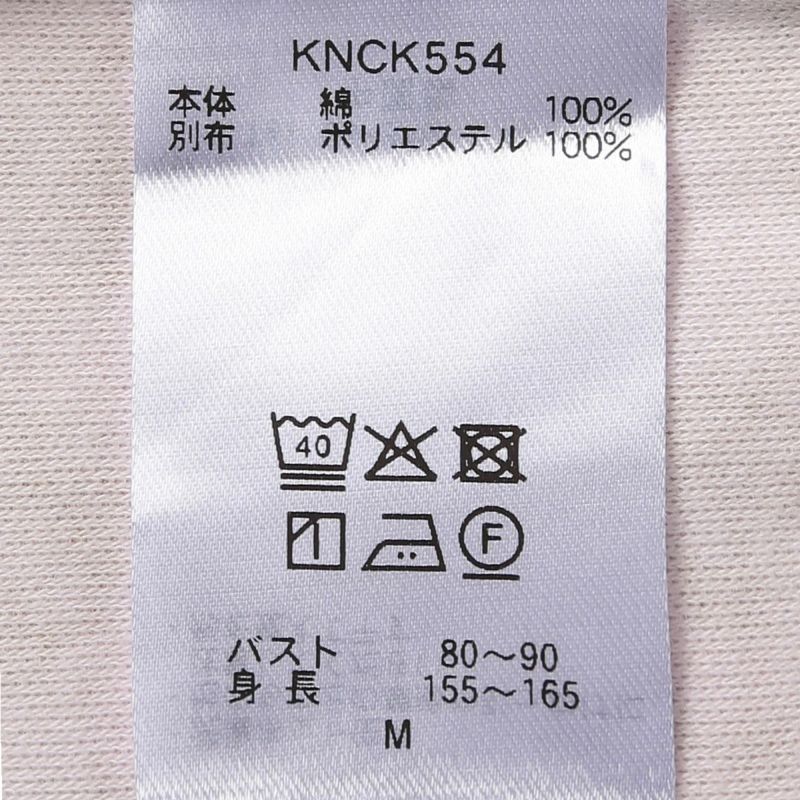 KNCK554
本体 綿 100%
別布 ポリエステル 100%
40
F
バスト 80〜90
身長 155〜165
M